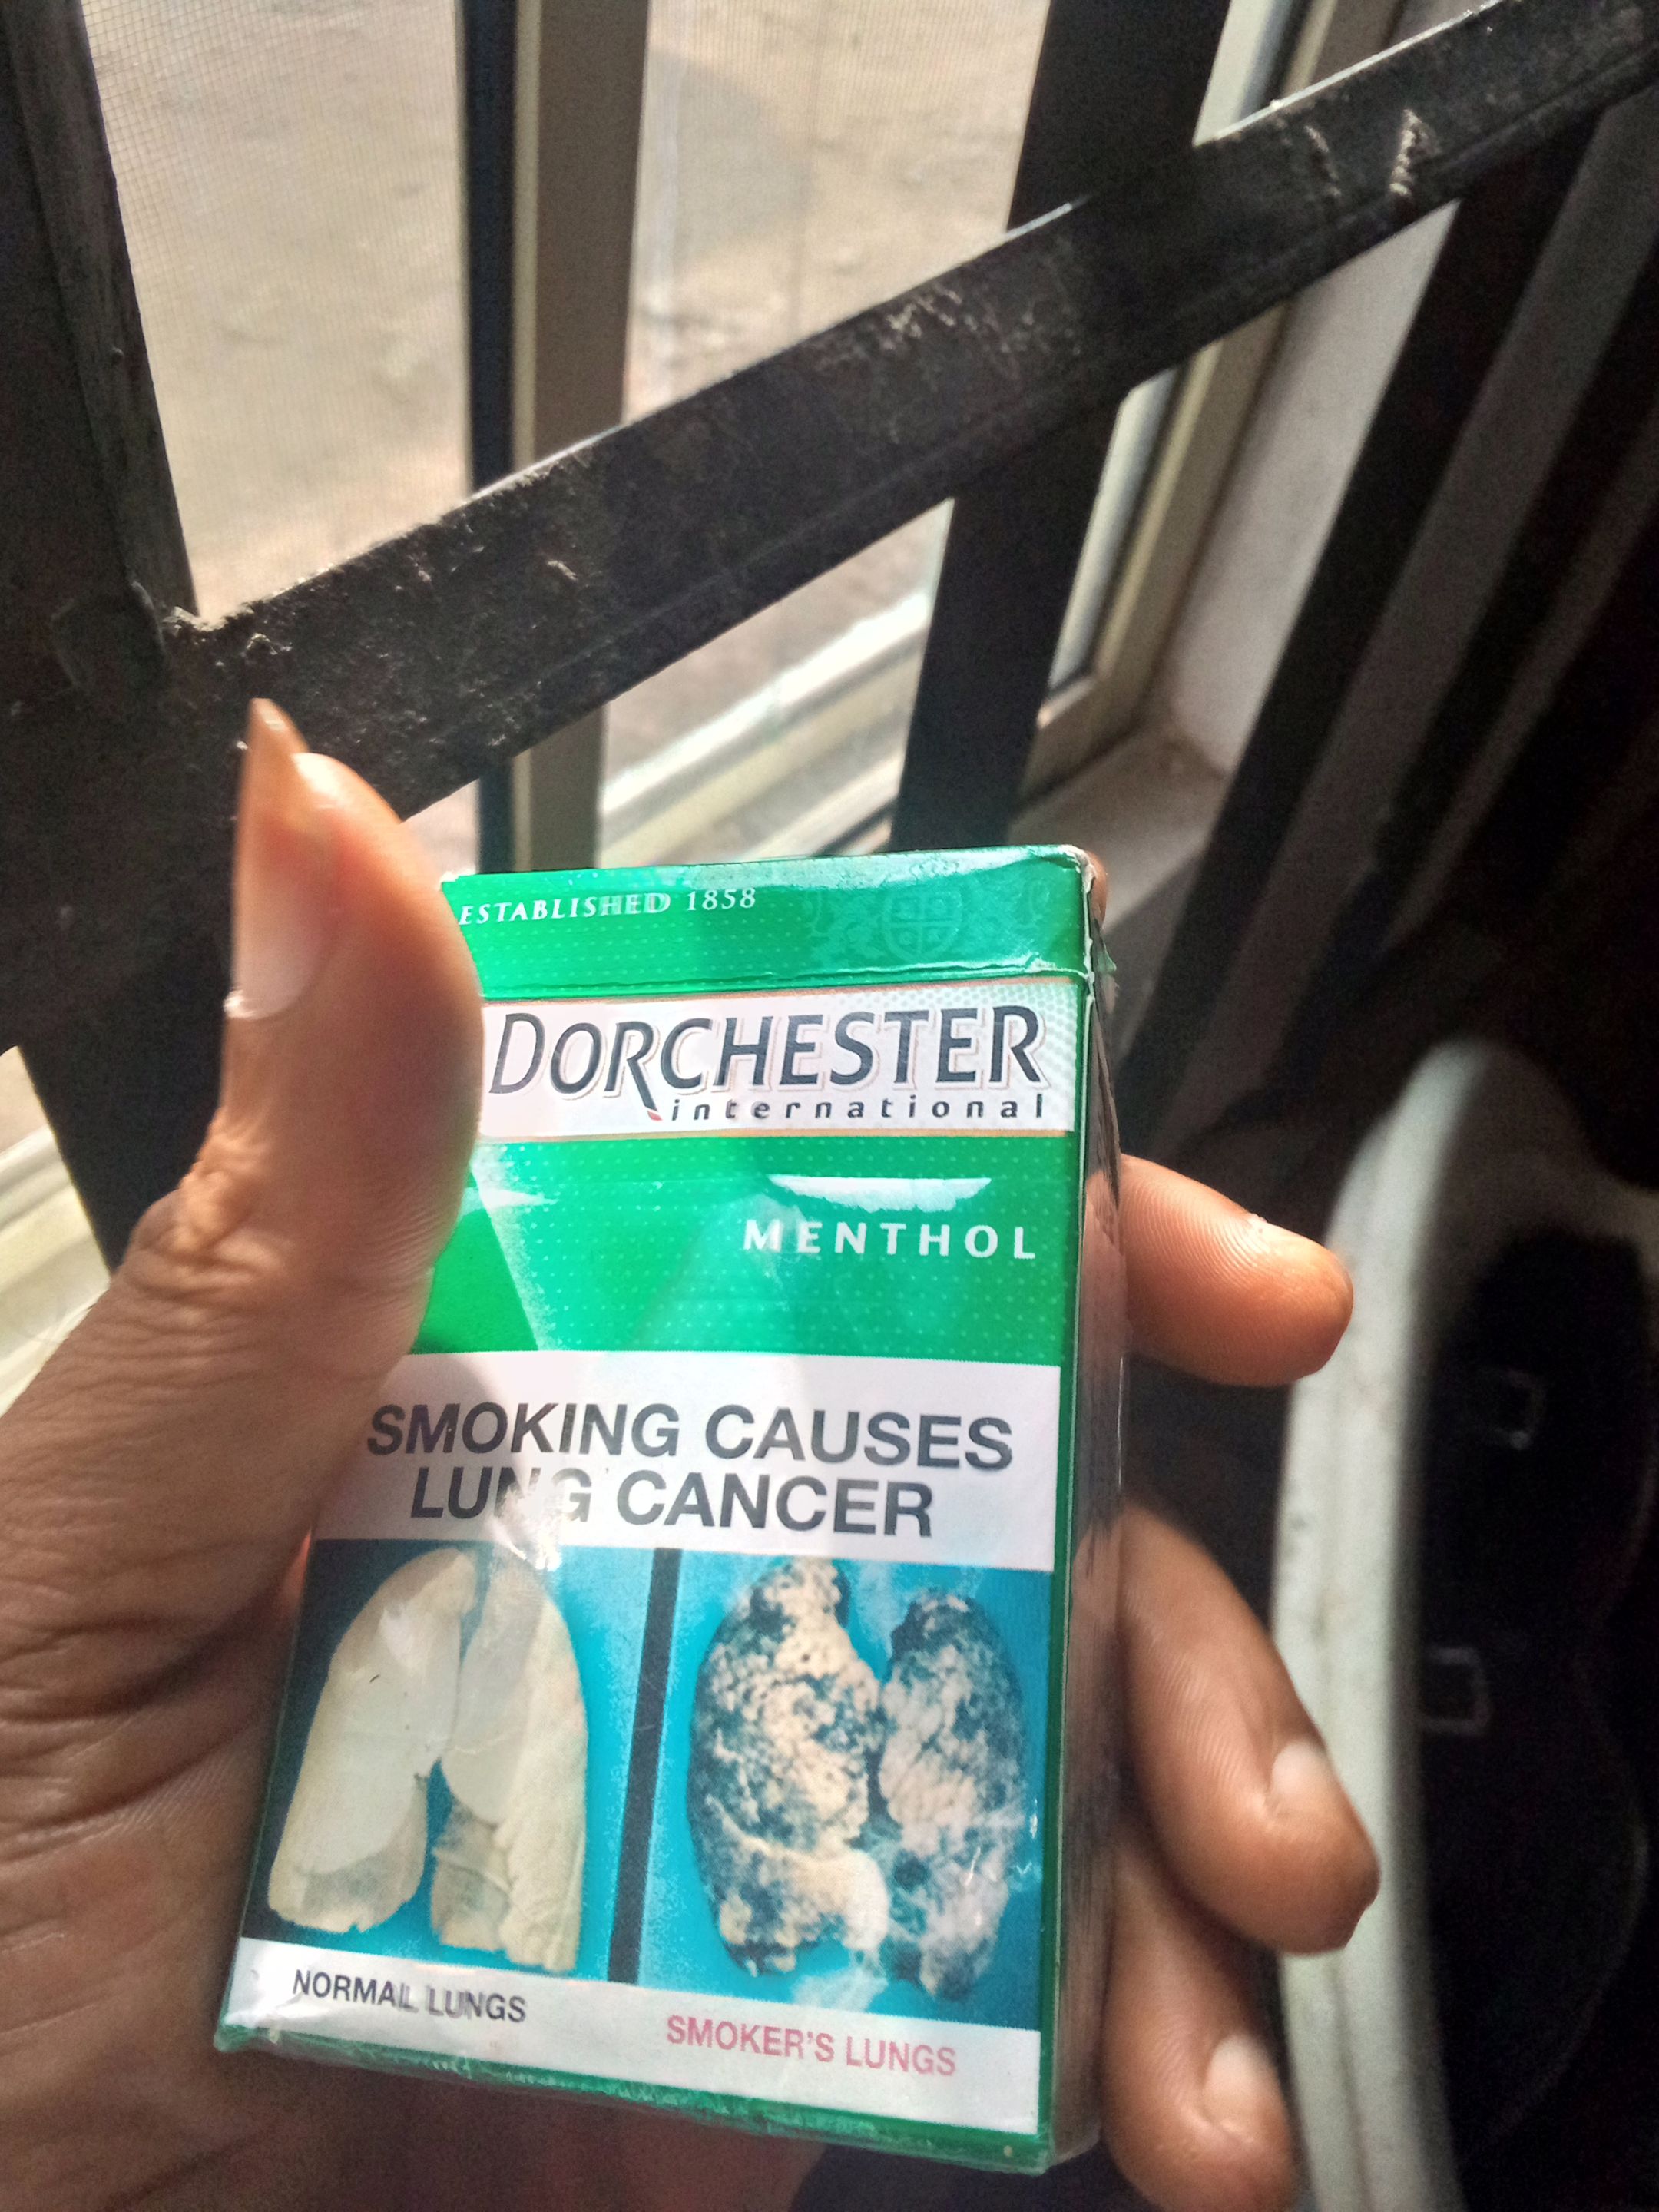 ESTABLISHED 1858
DORCHESTER
international
MENTHOL
SMOKING CAUSES
LUNG CANCER
NORMAL LUNGS
SMOKER'S LUNGS